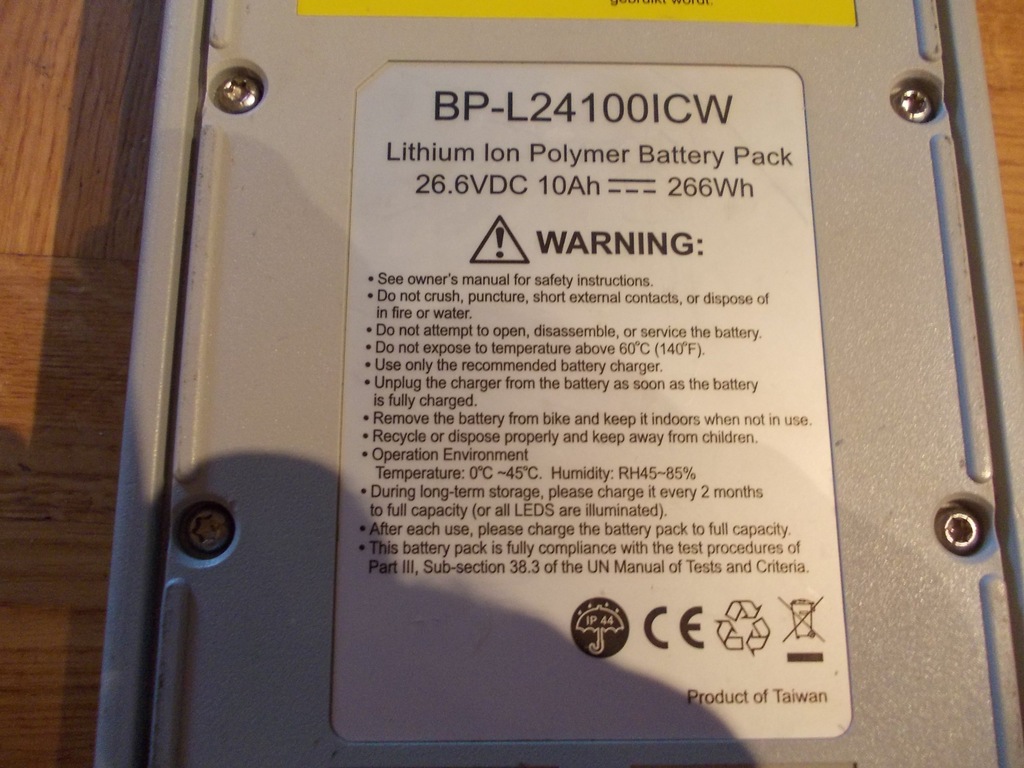 gebruikt wordt.
BP-L24100ICW
Lithium Ion Polymer Battery Pack
26.6VDC 10Ah 266Wh
WARNING:
• See owner's manual for safety instructions.
• Do not crush, puncture, short external contacts, or dispose of
in fire or water.
• Do not attempt to open, disassemble, or service the battery.
• Do not expose to temperature above 60°C (140°F).
• Use only the recommended battery charger.
• Unplug the charger from the battery as soon as the battery
is fully charged.
• Remove the battery from bike and keep it indoors when not in use.
• Recycle or dispose properly and keep away from children.
• Operation Environment
Temperature: 0°C ~45°C. Humidity: RH45~85%
• During long-term storage, please charge it every 2 months
to full capacity (or all LEDS are illuminated).
• After each use, please charge the battery pack to full capacity.
• This battery pack is fully compliance with the test procedures of
Part III, Sub-section 38.3 of the UN Manual of Tests and Criteria.
IP 44 CE
Product of Taiwan